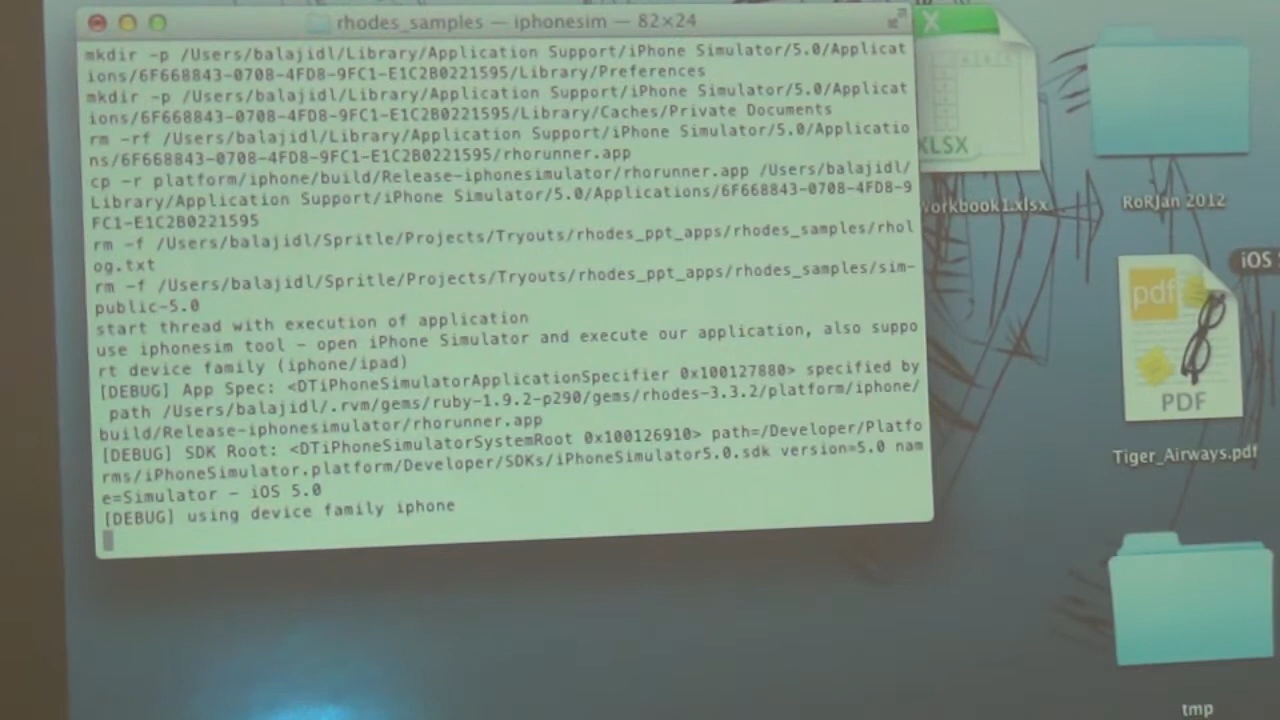 rhodes_samples — iphonesim — 82×24
mkdir -p /Users/balajidl/Library/Application Support/iPhone Simulator/5.0/Applicat
ions/6F668843-0708-4FD8-9FC1-E1C2B0221595/Library/Preferences
mkdir -p /Users/balajidl/Library/Application Support/iPhone Simulator/5.0/Applicat
ions/6F668843-0708-4FD8-9FC1-E1C2B0221595/Library/Caches/Private Documents
rm -rf /Users/balajidl/Library/Application Support/iPhone Simulator/5.0/Applicatio
ns/6F668843-0708-4FD8-9FC1-E1C2B0221595/rhorunner.app
cp -r platform/iphone/build/Release-iphonesimulator/rhorunner.app /Users/balajidl/
Library/Application Support/iPhone Simulator/5.0/Applications/6F668843-0708-4FD8-9
FC1-E1C2B0221595
rm -f /Users/balajidl/Spritle/Projects/Tryouts/rhodes_ppt_apps/rhodes_samples/rhol
og.txt
rm -f /Users/balajidl/Spritle/Projects/Tryouts/rhodes_ppt_apps/rhodes_samples/sim-
public-5.0
start thread with execution of application
use iphonesim tool - open iPhone Simulator and execute our application, also suppo
rt device family (iphone/ipad)
[DEBUG] App Spec: <DTiPhoneSimulatorApplicationSpecifier 0x100127880> specified by
path /Users/balajidl/.rvm/gems/ruby-1.9.2-p290/gems/rhodes-3.3.2/platform/iphone/
build/Release-iphonesimulator/rhorunner.app
[DEBUG] SDK Root: <DTiPhoneSimulatorSystemRoot 0x100126910> path=/Developer/Platfo
rms/iPhoneSimulator.platform/Developer/SDKs/iPhoneSimulator5.0.sdk version=5.0 nam
e=Simulator - iOS 5.0
[DEBUG] using device family iphone
X
XLSX
orkbook1.xlsx
RoRJan 2012
iOS
pdf
PDF
Tiger_Airways.pdf
tmp